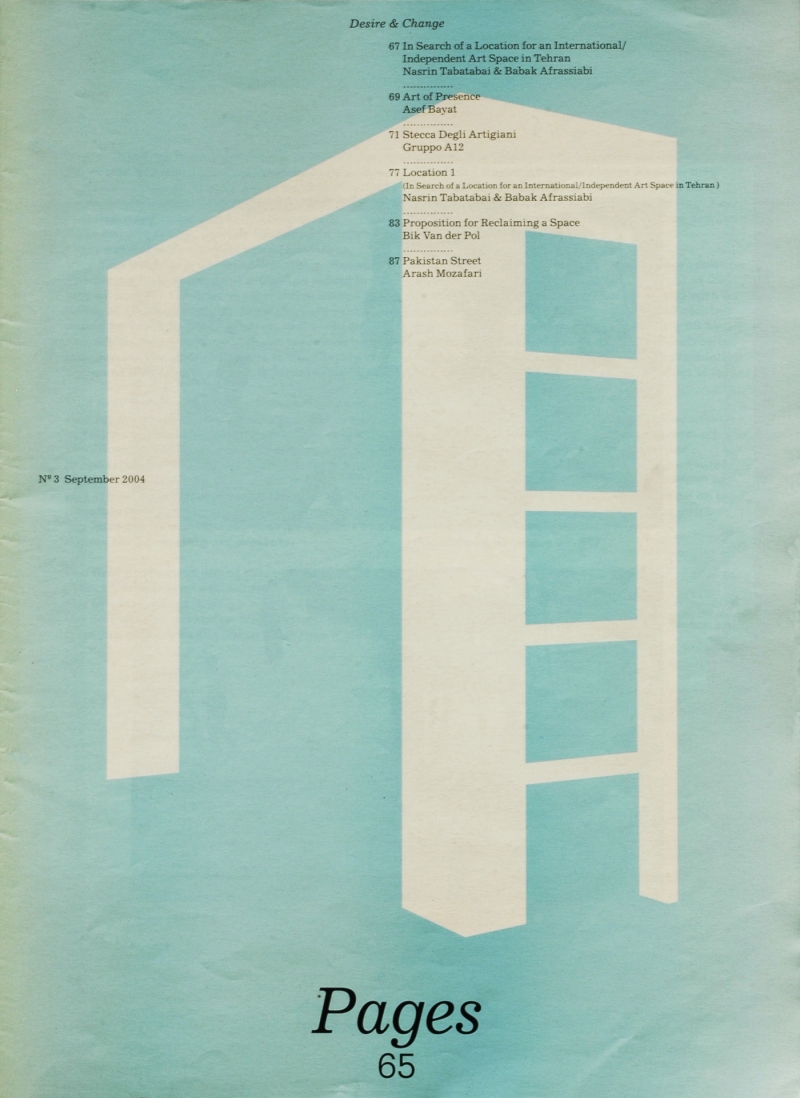 Desire & Change
67 In Search of a Location for an International/
Independent Art Space in Tehran
Nasrin Tabatabai & Babak Afrassiabi
69 Art of Presence
Asef Bayat
71 Stecca Degli Artigiani
Gruppo A12
77 Location 1
(In Search of a Location for an International/Independent Art Space in Tehran )
Nasrin Tabatabai & Babak Afrassiabi
83 Proposition for Reclaiming a Space
Bik Van der Pol
87 Pakistan Street
Arash Mozafari
Nº 3 September 2004
Pages
65